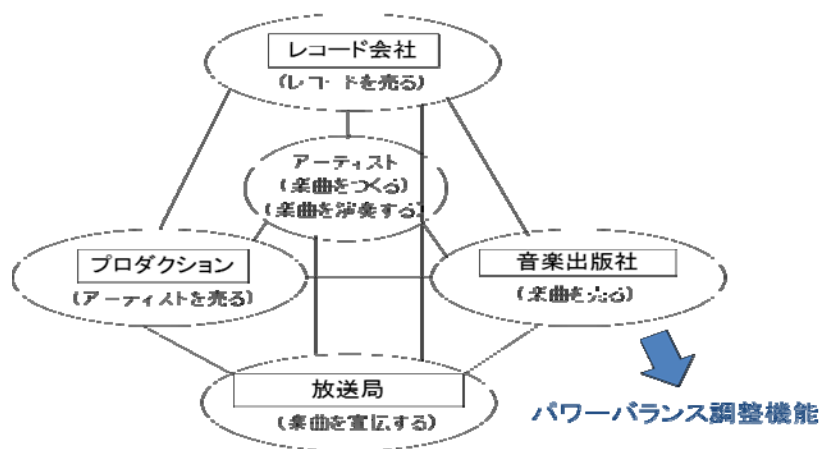 レコード会社
(レコードを売る)
アーティスト
(楽曲をつくる)
(楽曲を演奏する)
プロダクション
(アーティストを売る)
音楽出版社
(楽曲を売る)
放送局
(楽曲を宣伝する)
パワーバランス調整機能